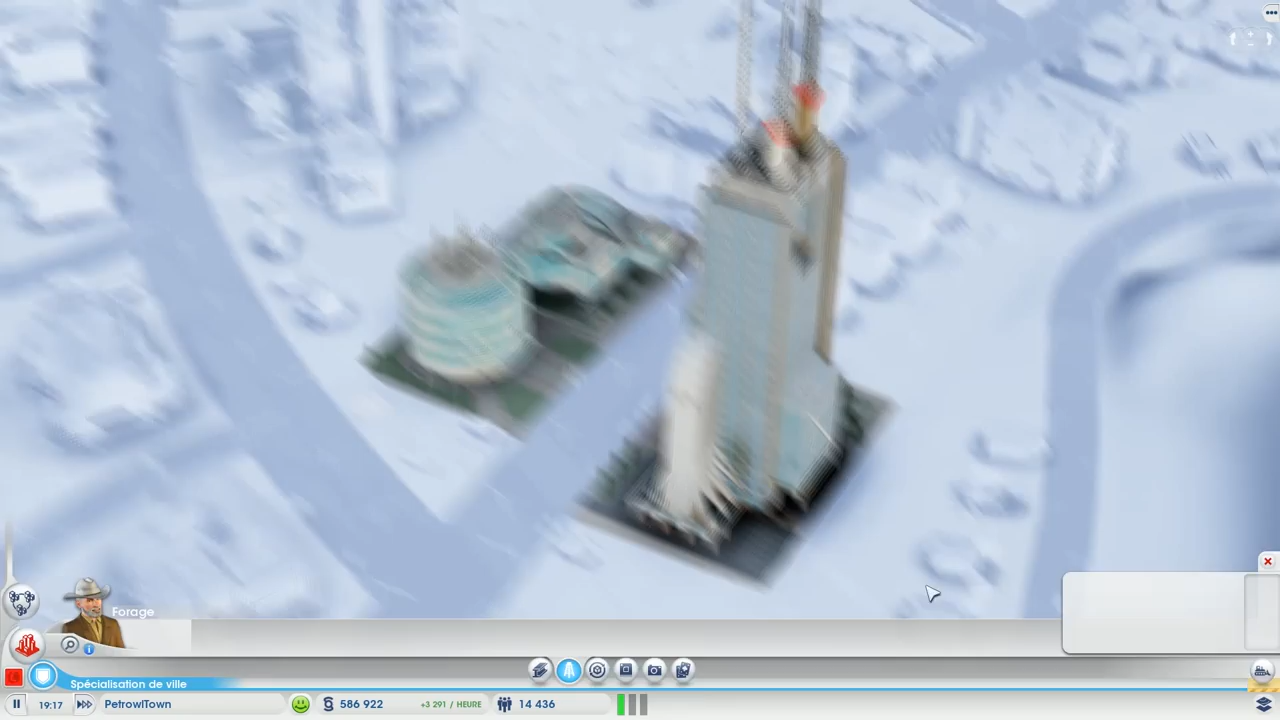 Forage
Spécialisation de ville
19:17
PetrowlTown
586 922
+3 291 / HEURE
14 436